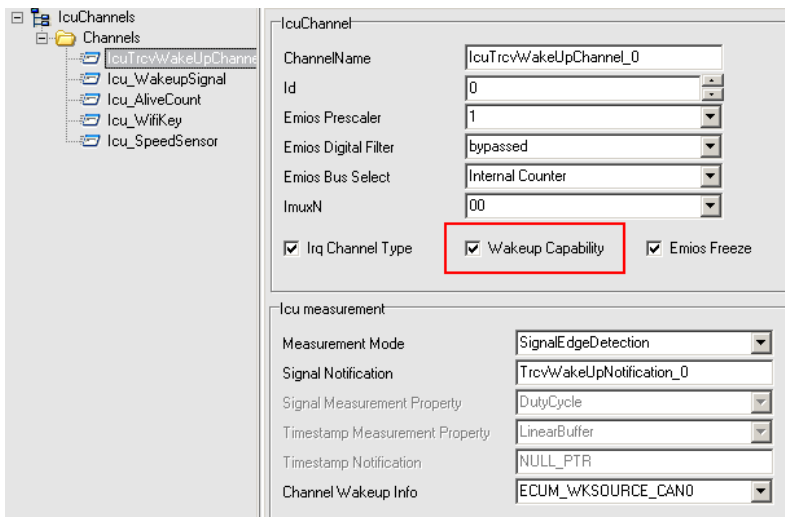 IcuChannels
Channels
IcuTrcvWakeUpChanne
Icu_WakeupSignal
Icu_AliveCount
Icu_WifiKey
Icu_SpeedSensor
IcuChannel
ChannelName IcuTrcvWakeUpChannel_0
Id 0
Emios Prescaler 1
Emios Digital Filter bypassed
Emios Bus Select Internal Counter
ImuxN 00
Irq Channel Type Wakeup Capability Emios Freeze
Icu measurement
Measurement Mode SignalEdgeDetection
Signal Notification TrcvWakeUpNotification_0
Signal Measurement Property DutyCycle
Timestamp Measurement Property LinearBuffer
Timestamp Notification NULL_PTR
Channel Wakeup Info ECUM_WKSOURCE_CAN0